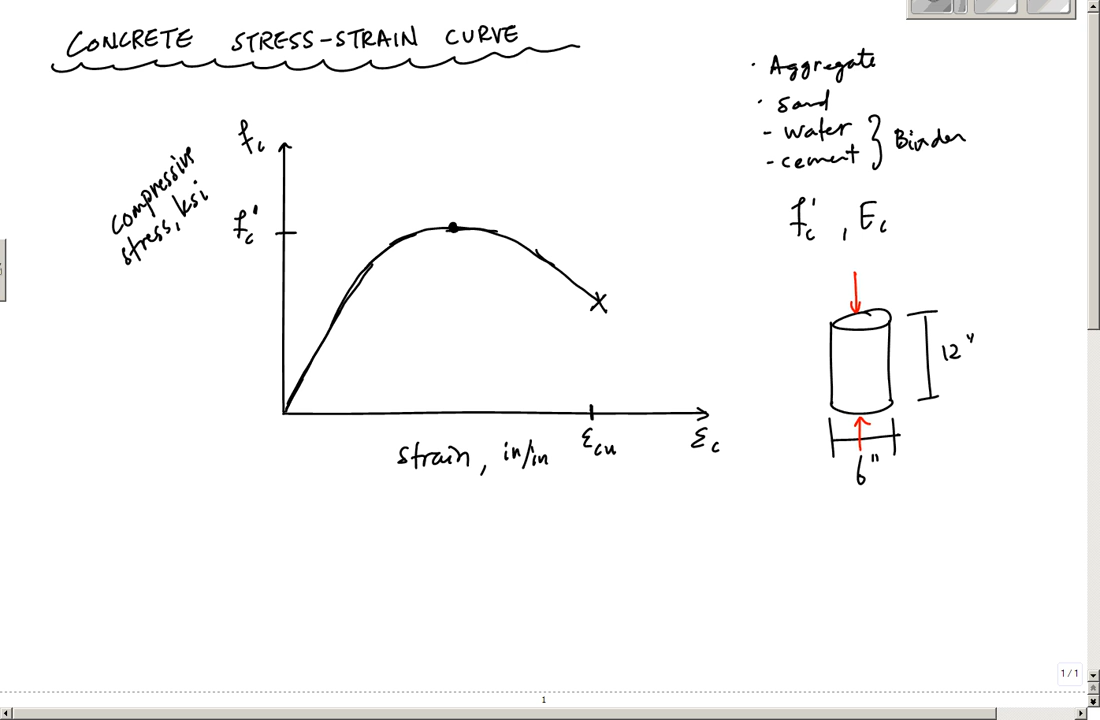 CONCRETE STRESS-STRAIN CURVE
· Aggregate
· Sand
- water
- cement
} Binder
f'c , Ec
fc
compressive
stress, ksi
f'c
12"
6"
εcu
εc
strain, in/in
1/1
1